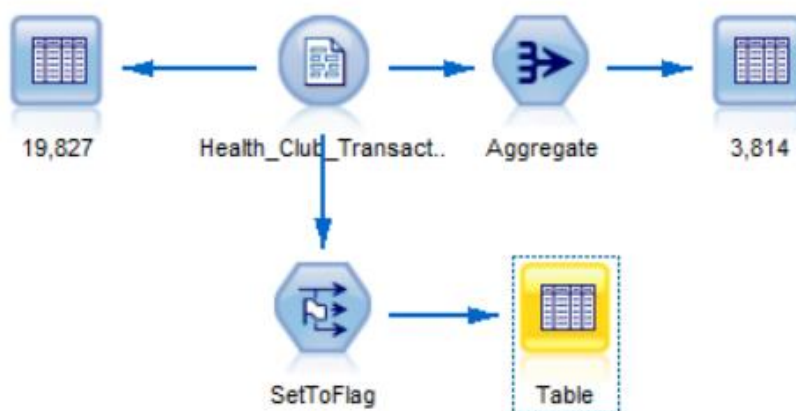 19,827
Health_Club_Transact..
Aggregate
3,814
SetToFlag
Table